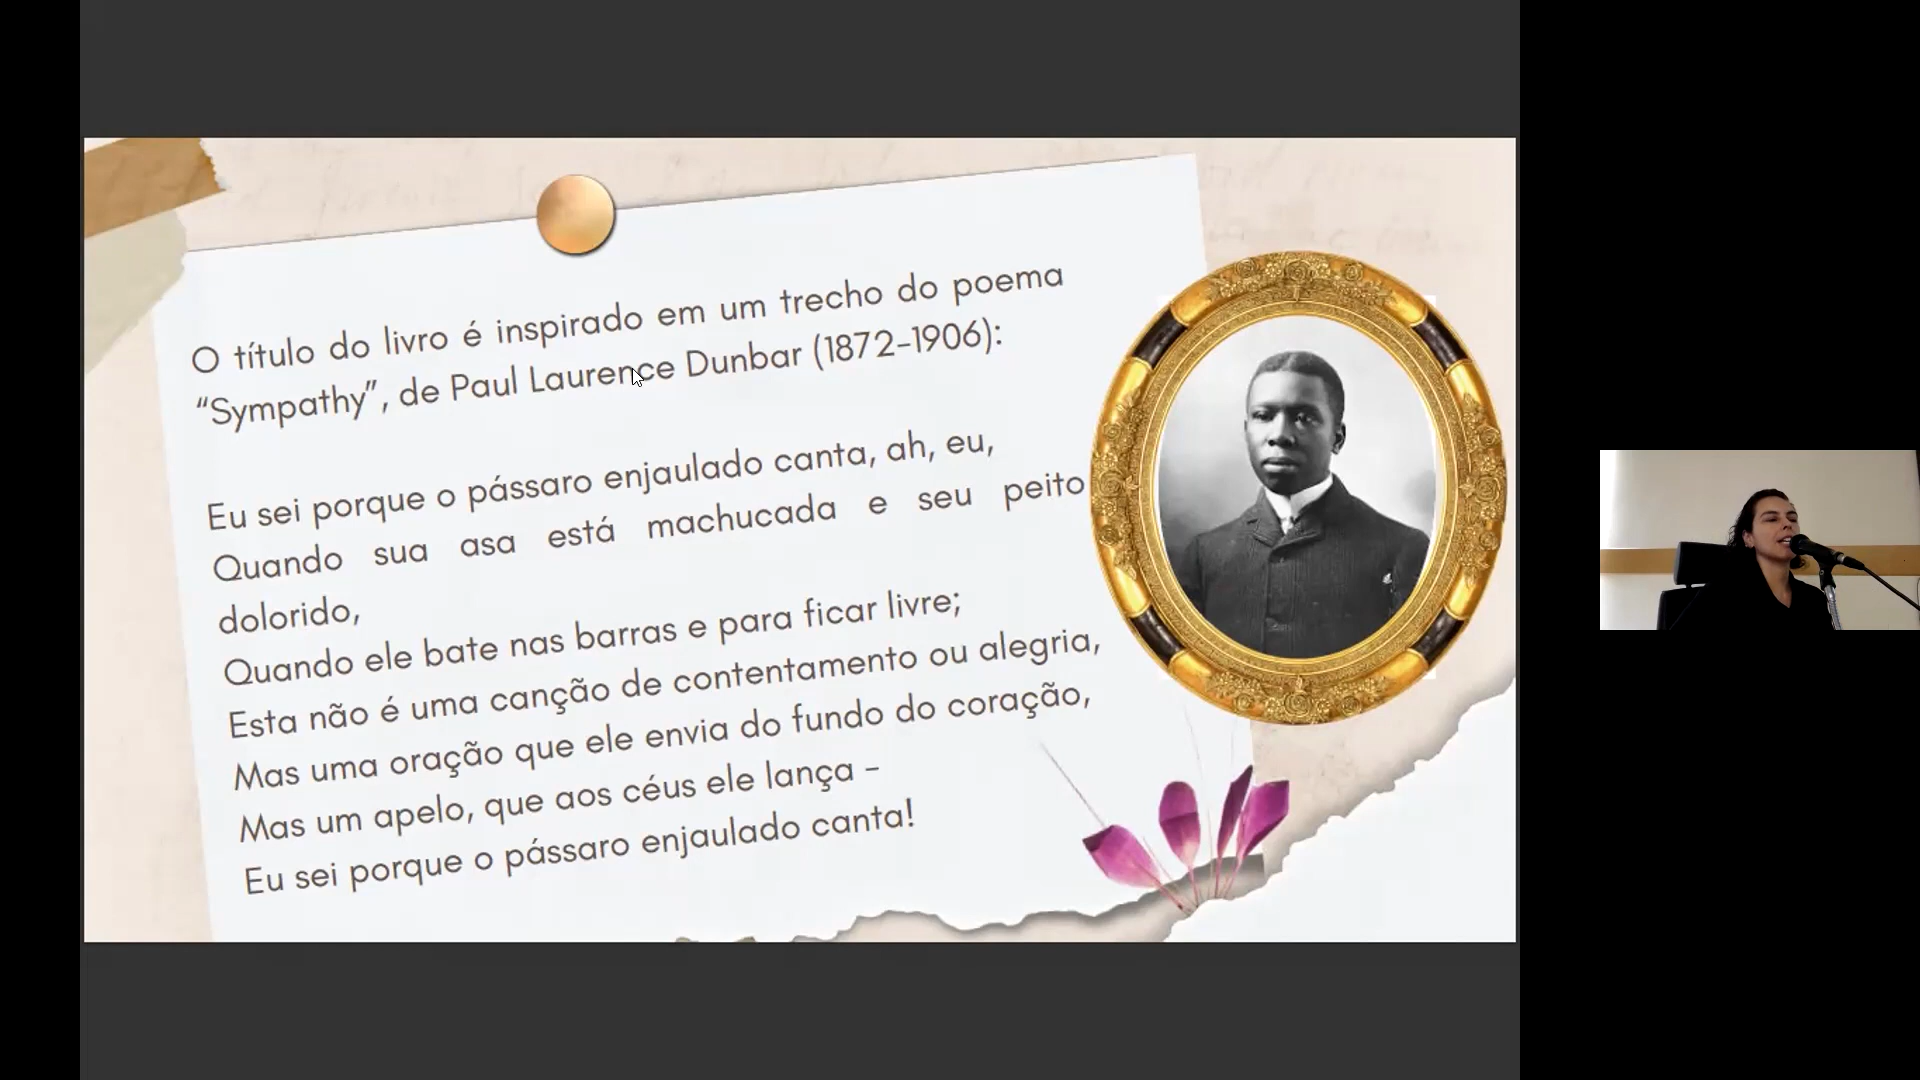 O título do livro é inspirado em um trecho do poema
“Sympathy”, de Paul Laurence Dunbar (1872-1906):
Eu sei porque o pássaro enjaulado canta, ah, eu,
Quando sua asa está machucada e seu peito
dolorido,
Quando ele bate nas barras e para ficar livre;
Esta não é uma canção de contentamento ou alegria,
Mas uma oração que ele envia do fundo do coração,
Mas um apelo, que aos céus ele lança –
Eu sei porque o pássaro enjaulado canta!